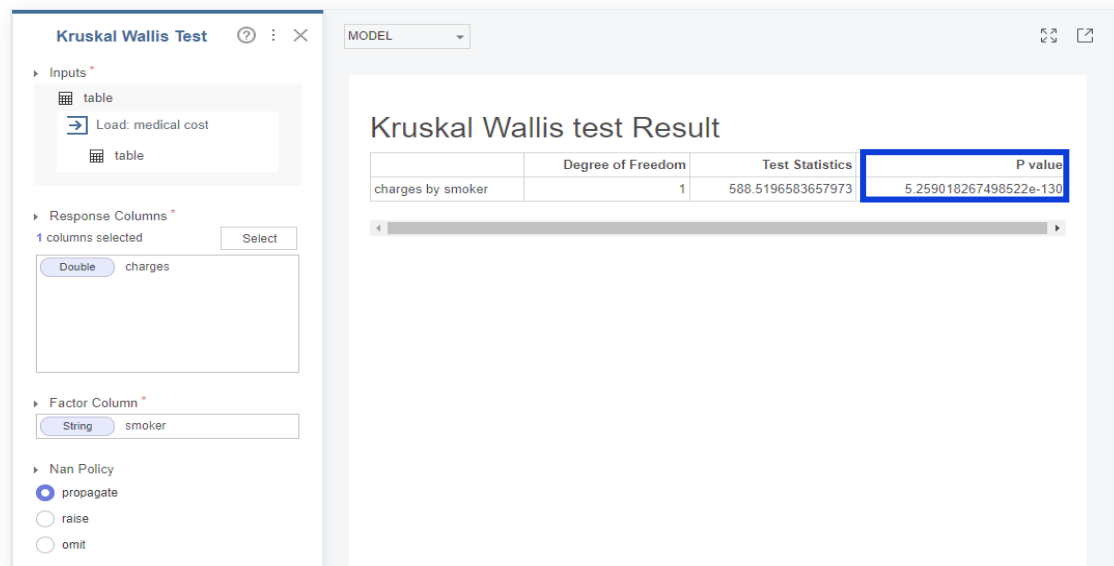 Kruskal Wallis Test
Inputs *
table
Load: medical cost
table
Response Columns *
1 columns selected
Select
Double charges
Factor Column *
String smoker
Nan Policy
propagate
raise
omit
MODEL
Kruskal Wallis test Result
Degree of Freedom Test Statistics P value
charges by smoker 1 588.5196583657973 5.259018267498522e-130